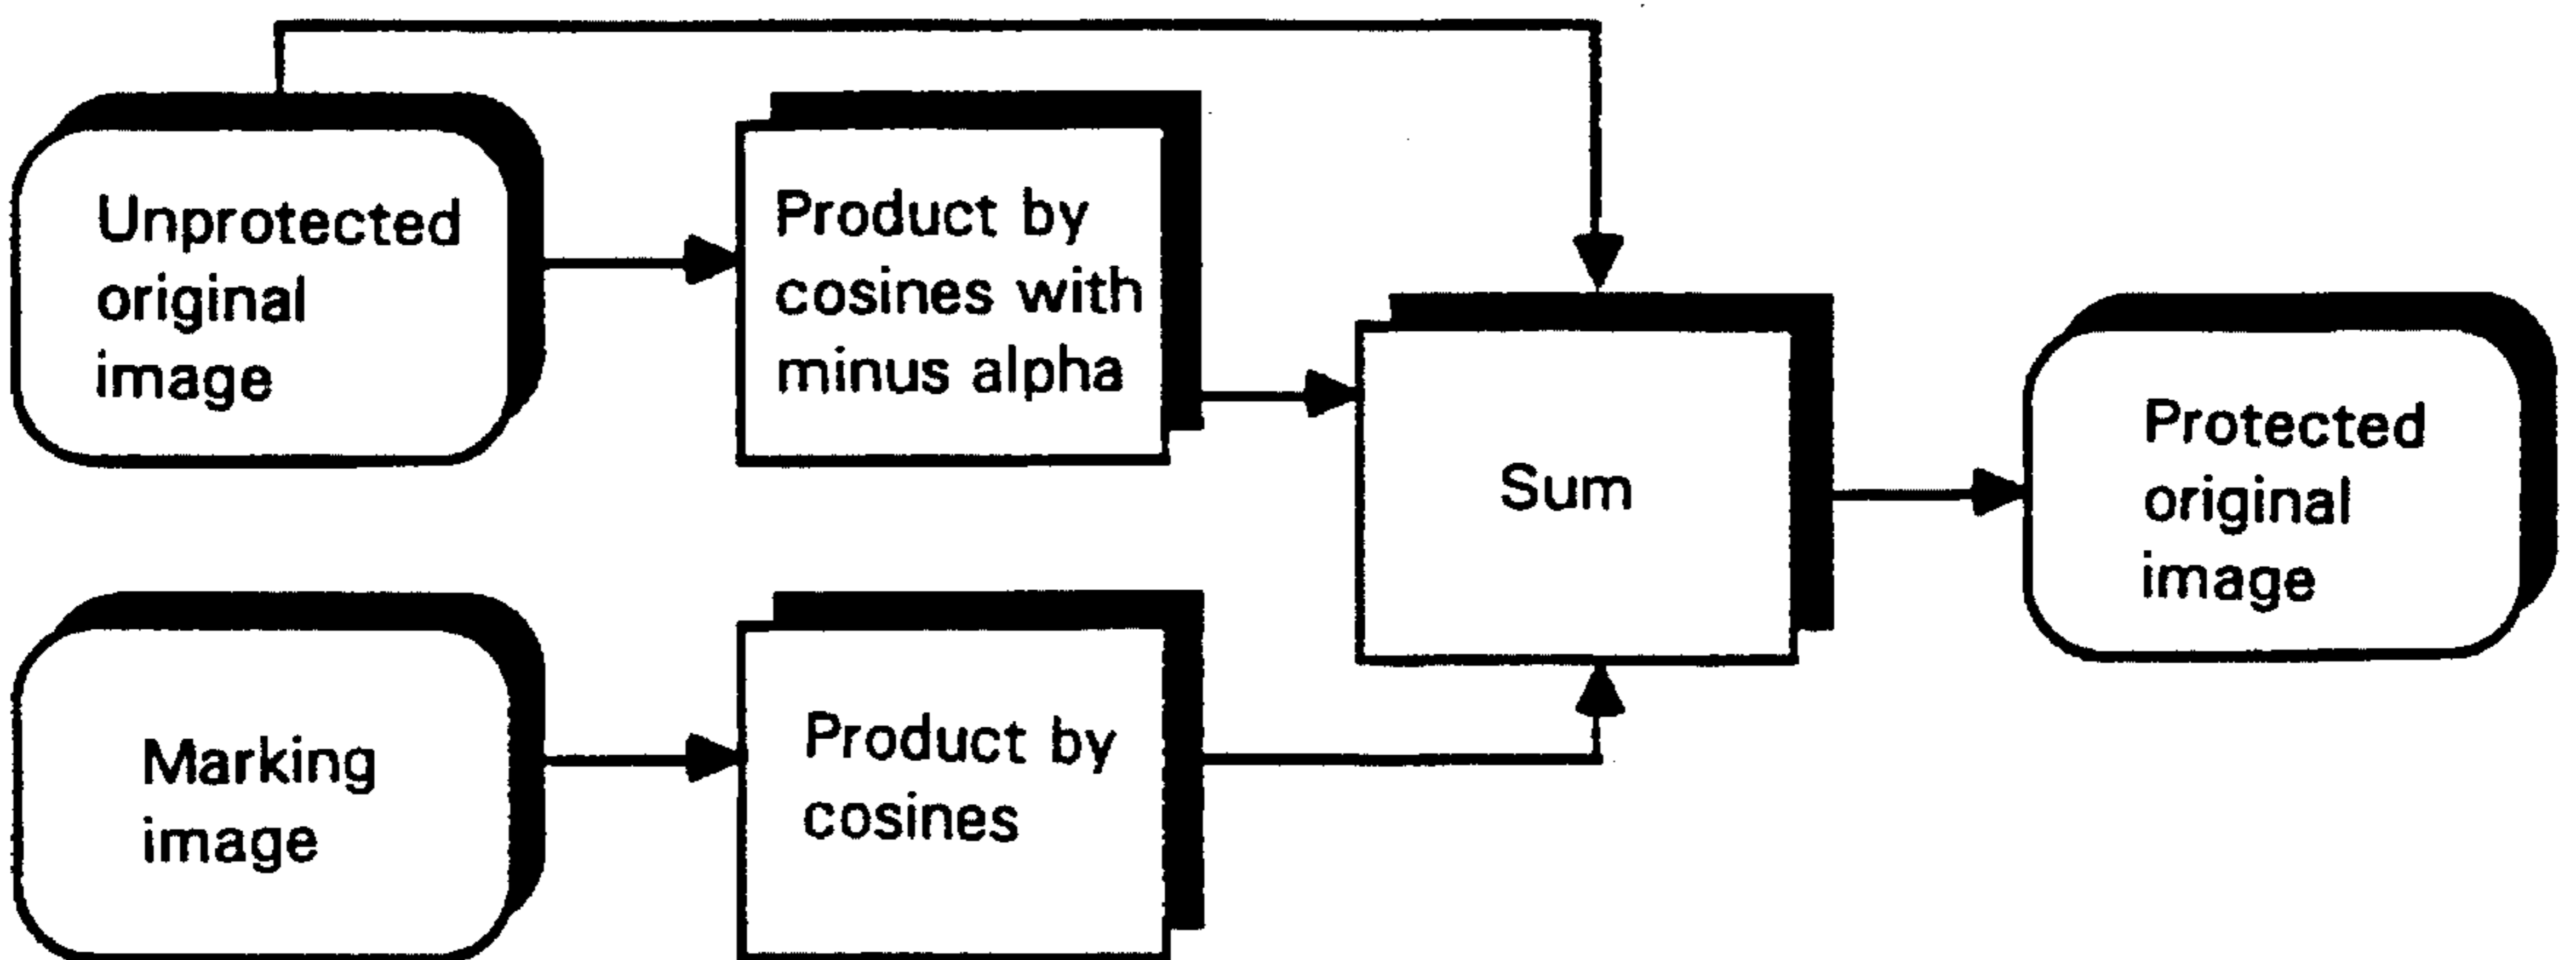 Unprotected
original
image
Product by
cosines with
minus alpha
Sum
Protected
original
image
Marking
image
Product by
cosines